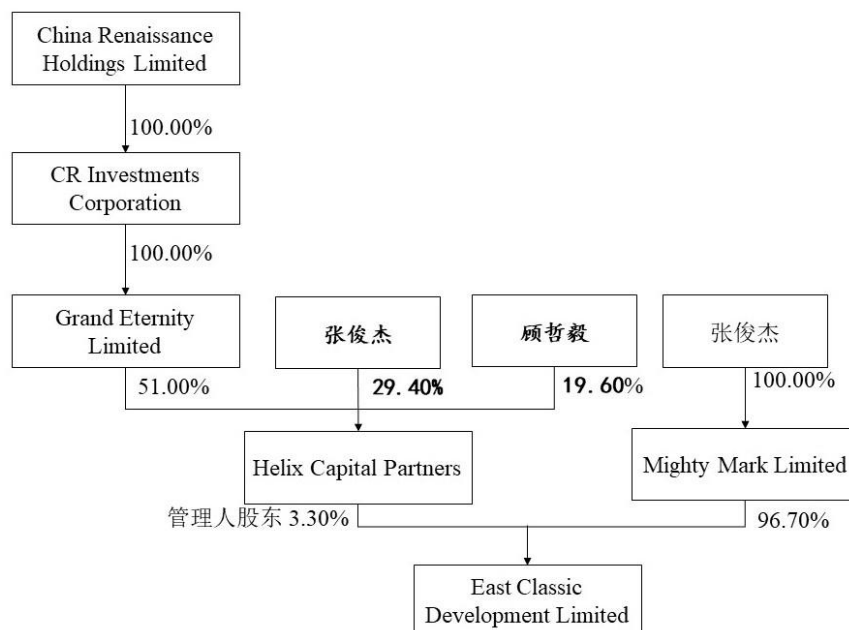 China Renaissance
Holdings Limited
100.00%
CR Investments
Corporation
100.00%
Grand Eternity
Limited
张俊杰
顾哲毅
张俊杰
51.00%
29.40%
19.60%
100.00%
Helix Capital Partners
Mighty Mark Limited
管理人股东 3.30%
96.70%
East Classic
Development Limited